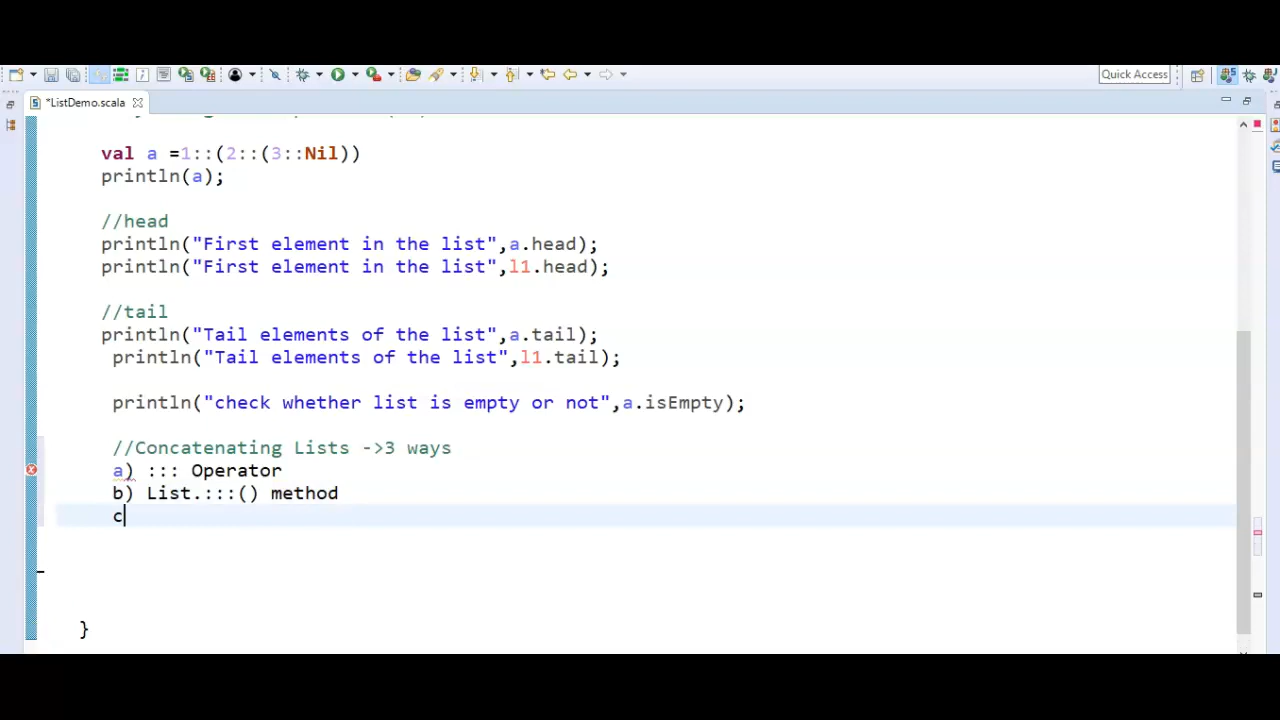 Quick Access
*ListDemo.scala
val a =1::(2::(3::Nil))
println(a);
//head
println("First element in the list",a.head);
println("First element in the list",l1.head);
//tail
println("Tail elements of the list",a.tail);
println("Tail elements of the list",l1.tail);
println("check whether list is empty or not",a.isEmpty);
//Concatenating Lists ->3 ways
a) ::: Operator
b) List.:::() method
c
}